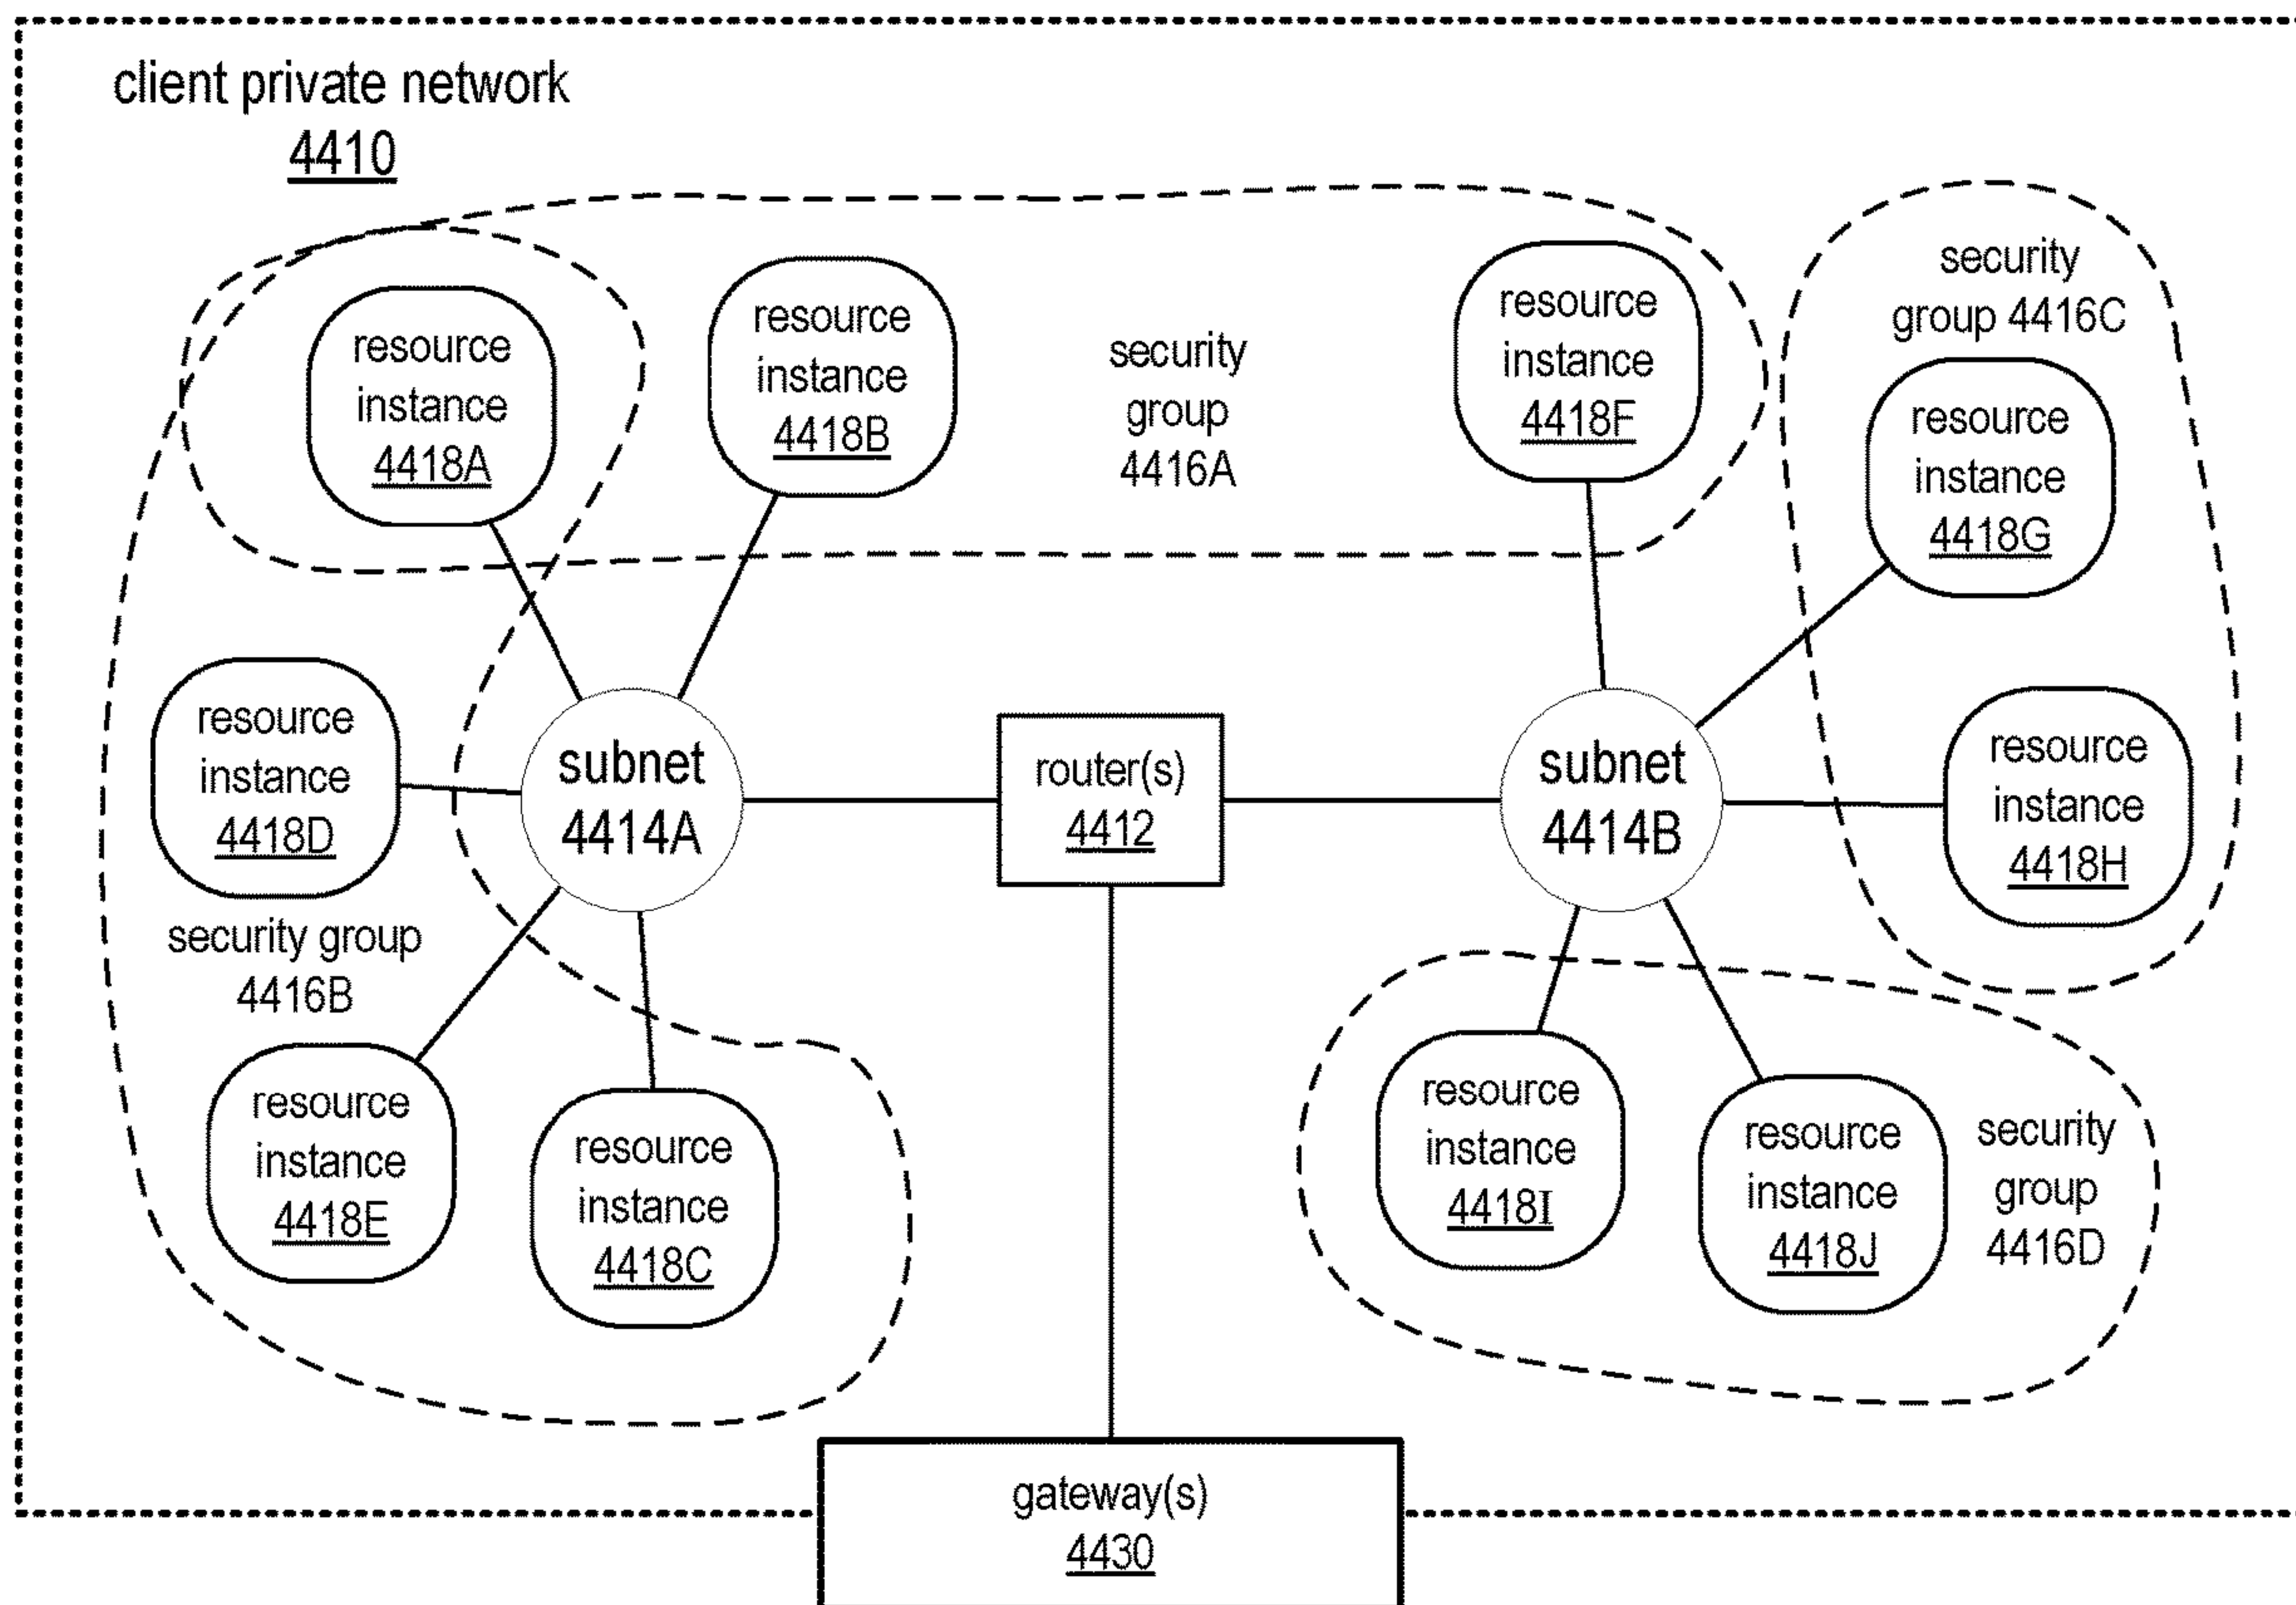 client private network
4410
resource
instance
4418A
resource
instance
4418B
security
group
4416A
resource
instance
4418F
security
group 4416C
resource
instance
4418G
resource
instance
4418D
subnet
4414A
router(s)
4412
subnet
4414B
resource
instance
4418H
security group
4416B
resource
instance
4418E
resource
instance
4418C
resource
instance
4418I
resource
instance
4418J
security
group
4416D
gateway(s)
4430